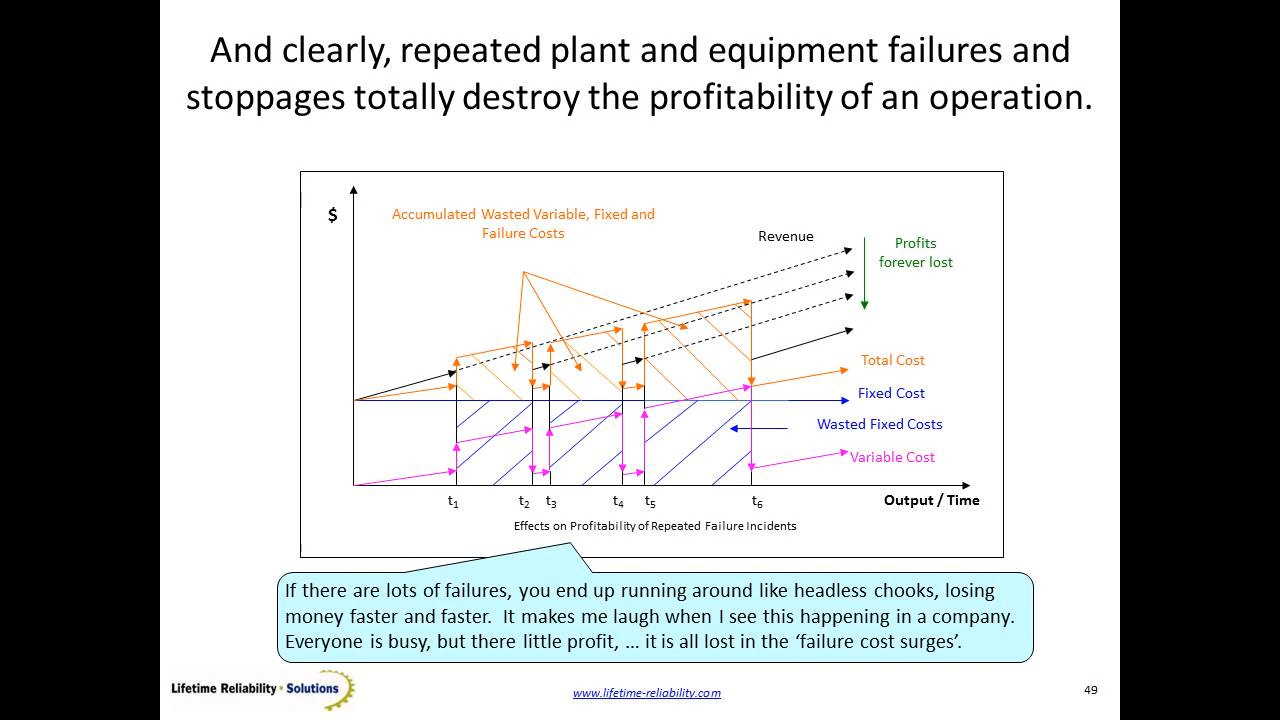 And clearly, repeated plant and equipment failures and
stoppages totally destroy the profitability of an operation.
$
Accumulated Wasted Variable, Fixed and
Failure Costs
Revenue
Profits
forever lost
Total Cost
Fixed Cost
Wasted Fixed Costs
Variable Cost
t1 t2 t3 t4 t5 t6
Output / Time
Effects on Profitability of Repeated Failure Incidents
If there are lots of failures, you end up running around like headless chooks, losing
money faster and faster. It makes me laugh when I see this happening in a company.
Everyone is busy, but there little profit, ... it is all lost in the ‘failure cost surges’.
Lifetime Reliability • Solutions
www.lifetime-reliability.com
49